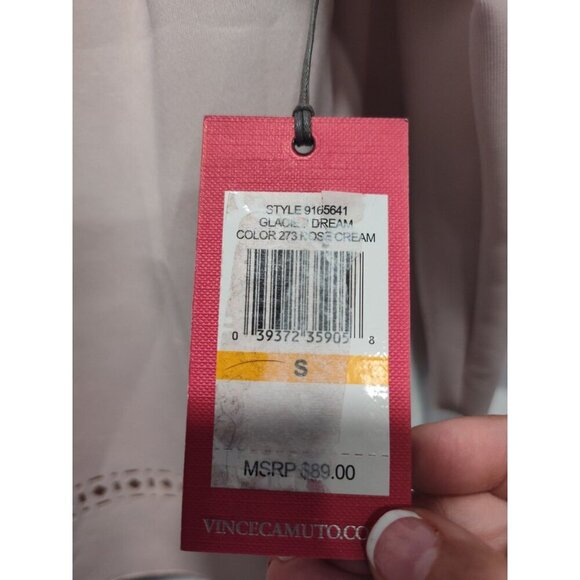 STYLE 9165641
GLACIER DREAM
COLOR 273 ROSE CREAM
0 39372 35905 8
S
MSRP $89.00
VINCECAMUTO.CO